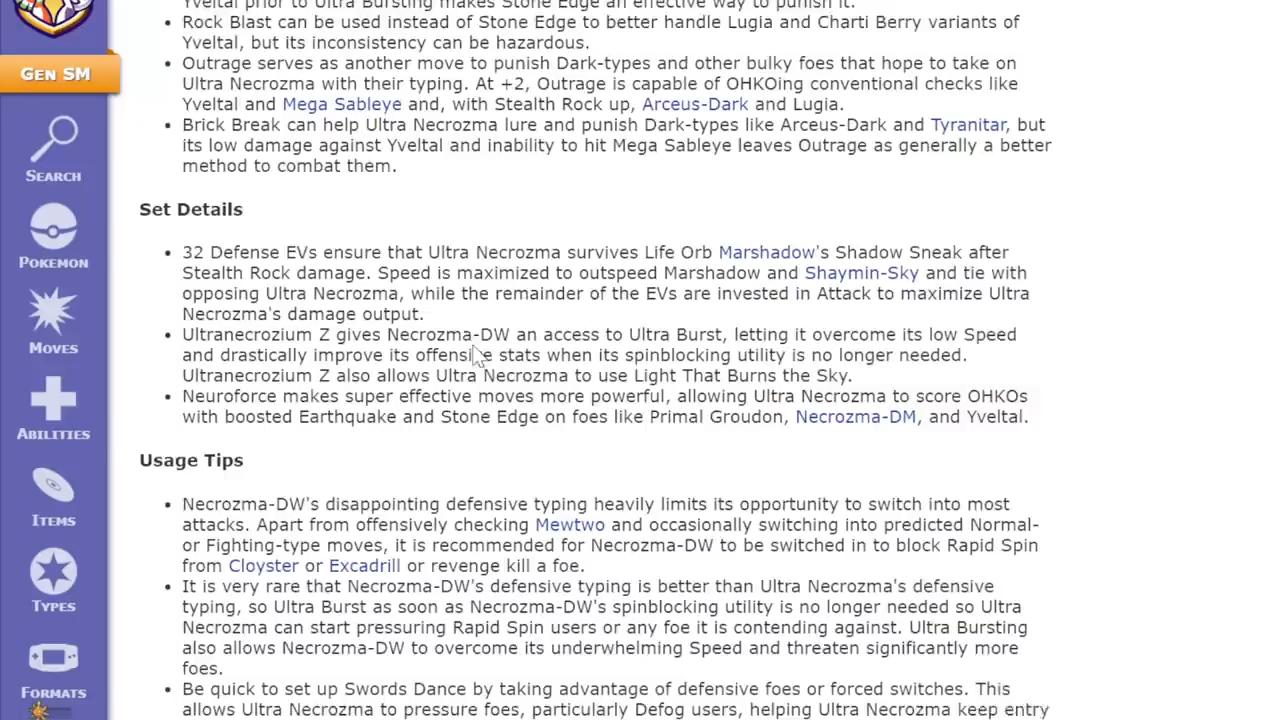 Yveltal prior to Ultra Bursting makes Stone Edge an effective way to punish it.
Rock Blast can be used instead of Stone Edge to better handle Lugia and Charti Berry variants of
Yveltal, but its inconsistency can be hazardous.
Outrage serves as another move to punish Dark-types and other bulky foes that hope to take on
Ultra Necrozma with their typing. At +2, Outrage is capable of OHKOing conventional checks like
Yveltal and Mega Sableye and, with Stealth Rock up, Arceus-Dark and Lugia.
Brick Break can help Ultra Necrozma lure and punish Dark-types like Arceus-Dark and Tyranitar, but
its low damage against Yveltal and inability to hit Mega Sableye leaves Outrage as generally a better
method to combat them.
Set Details
32 Defense EVs ensure that Ultra Necrozma survives Life Orb Marshadow's Shadow Sneak after
Stealth Rock damage. Speed is maximized to outspeed Marshadow and Shaymin-Sky and tie with
opposing Ultra Necrozma, while the remainder of the EVs are invested in Attack to maximize Ultra
Necrozma's damage output.
Ultranecrozium Z gives Necrozma-DW an access to Ultra Burst, letting it overcome its low Speed
and drastically improve its offensive stats when its spinblocking utility is no longer needed.
Ultranecrozium Z also allows Ultra Necrozma to use Light That Burns the Sky.
Neuroforce makes super effective moves more powerful, allowing Ultra Necrozma to score OHKOs
with boosted Earthquake and Stone Edge on foes like Primal Groudon, Necrozma-DM, and Yveltal.
Usage Tips
Necrozma-DW's disappointing defensive typing heavily limits its opportunity to switch into most
attacks. Apart from offensively checking Mewtwo and occasionally switching into predicted Normal-
or Fighting-type moves, it is recommended for Necrozma-DW to be switched in to block Rapid Spin
from Cloyster or Excadrill or revenge kill a foe.
It is very rare that Necrozma-DW's defensive typing is better than Ultra Necrozma's defensive
typing, so Ultra Burst as soon as Necrozma-DW's spinblocking utility is no longer needed so Ultra
Necrozma can start pressuring Rapid Spin users or any foe it is contending against. Ultra Bursting
also allows Necrozma-DW to overcome its underwhelming Speed and threaten significantly more
foes.
Be quick to set up Swords Dance by taking advantage of defensive foes or forced switches. This
allows Ultra Necrozma to pressure foes, particularly Defog users, helping Ultra Necrozma keep entry
GEN SM
SEARCH
POKEMON
MOVES
ABILITIES
ITEMS
TYPES
FORMATS